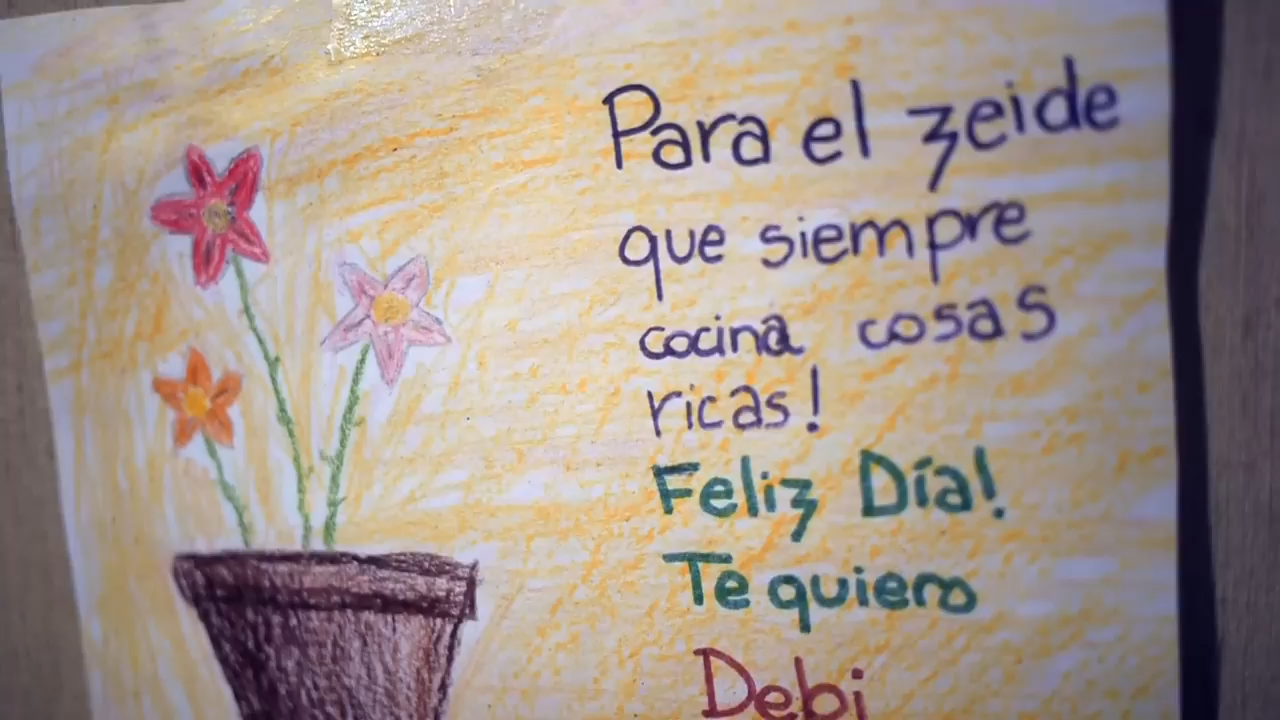 Para el zeide
que siempre
cocina cosas
ricas!
Feliz Día!
Te quiero
Debi